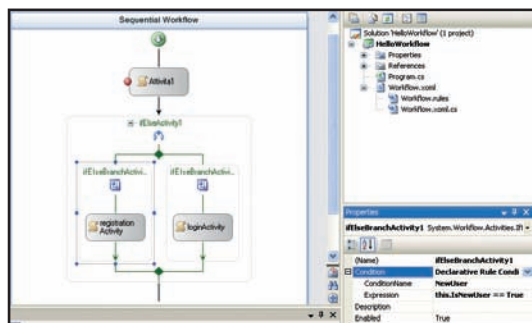 Sequential Workflow
Attivita1
ifElseActivity1
ifElseBranchActivi...
ifElseBranchActivi...
registration
Activity
loginActivity
Solution 'HelloWorkflow' (1 project)
HelloWorkflow
Properties
References
Program.cs
Workflow.xoml
Workflow.rules
Workflow.xoml.cs
Properties
ifElseBranchActivity1 System.Workflow.Activities.IfI
(Name) ifElseBranchActivity1
Condition Declarative Rule Condi
ConditionName NewUser
Expression this.IsNewUser == True
Description
Enabled True